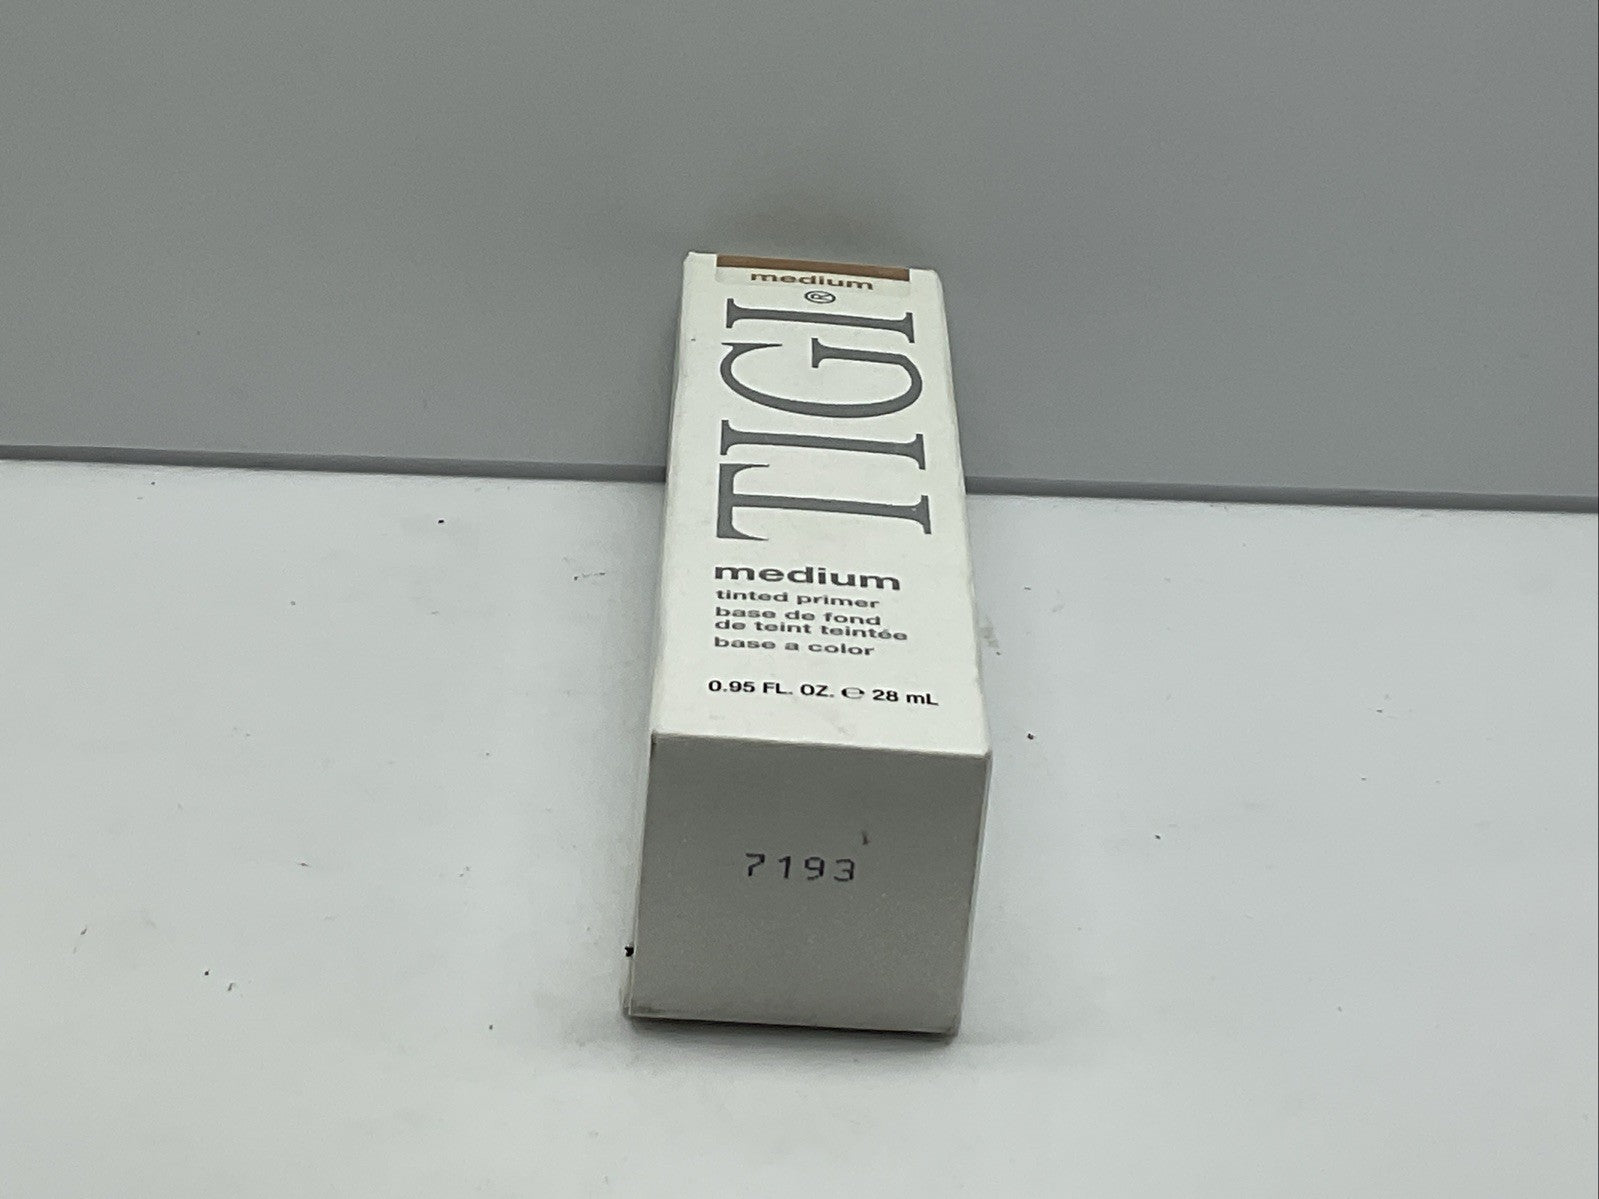 medium
TIGI®
medium
tinted primer
base de fond
de teint teintée
base a color
0.95 FL. OZ. ℮ 28 mL
7193